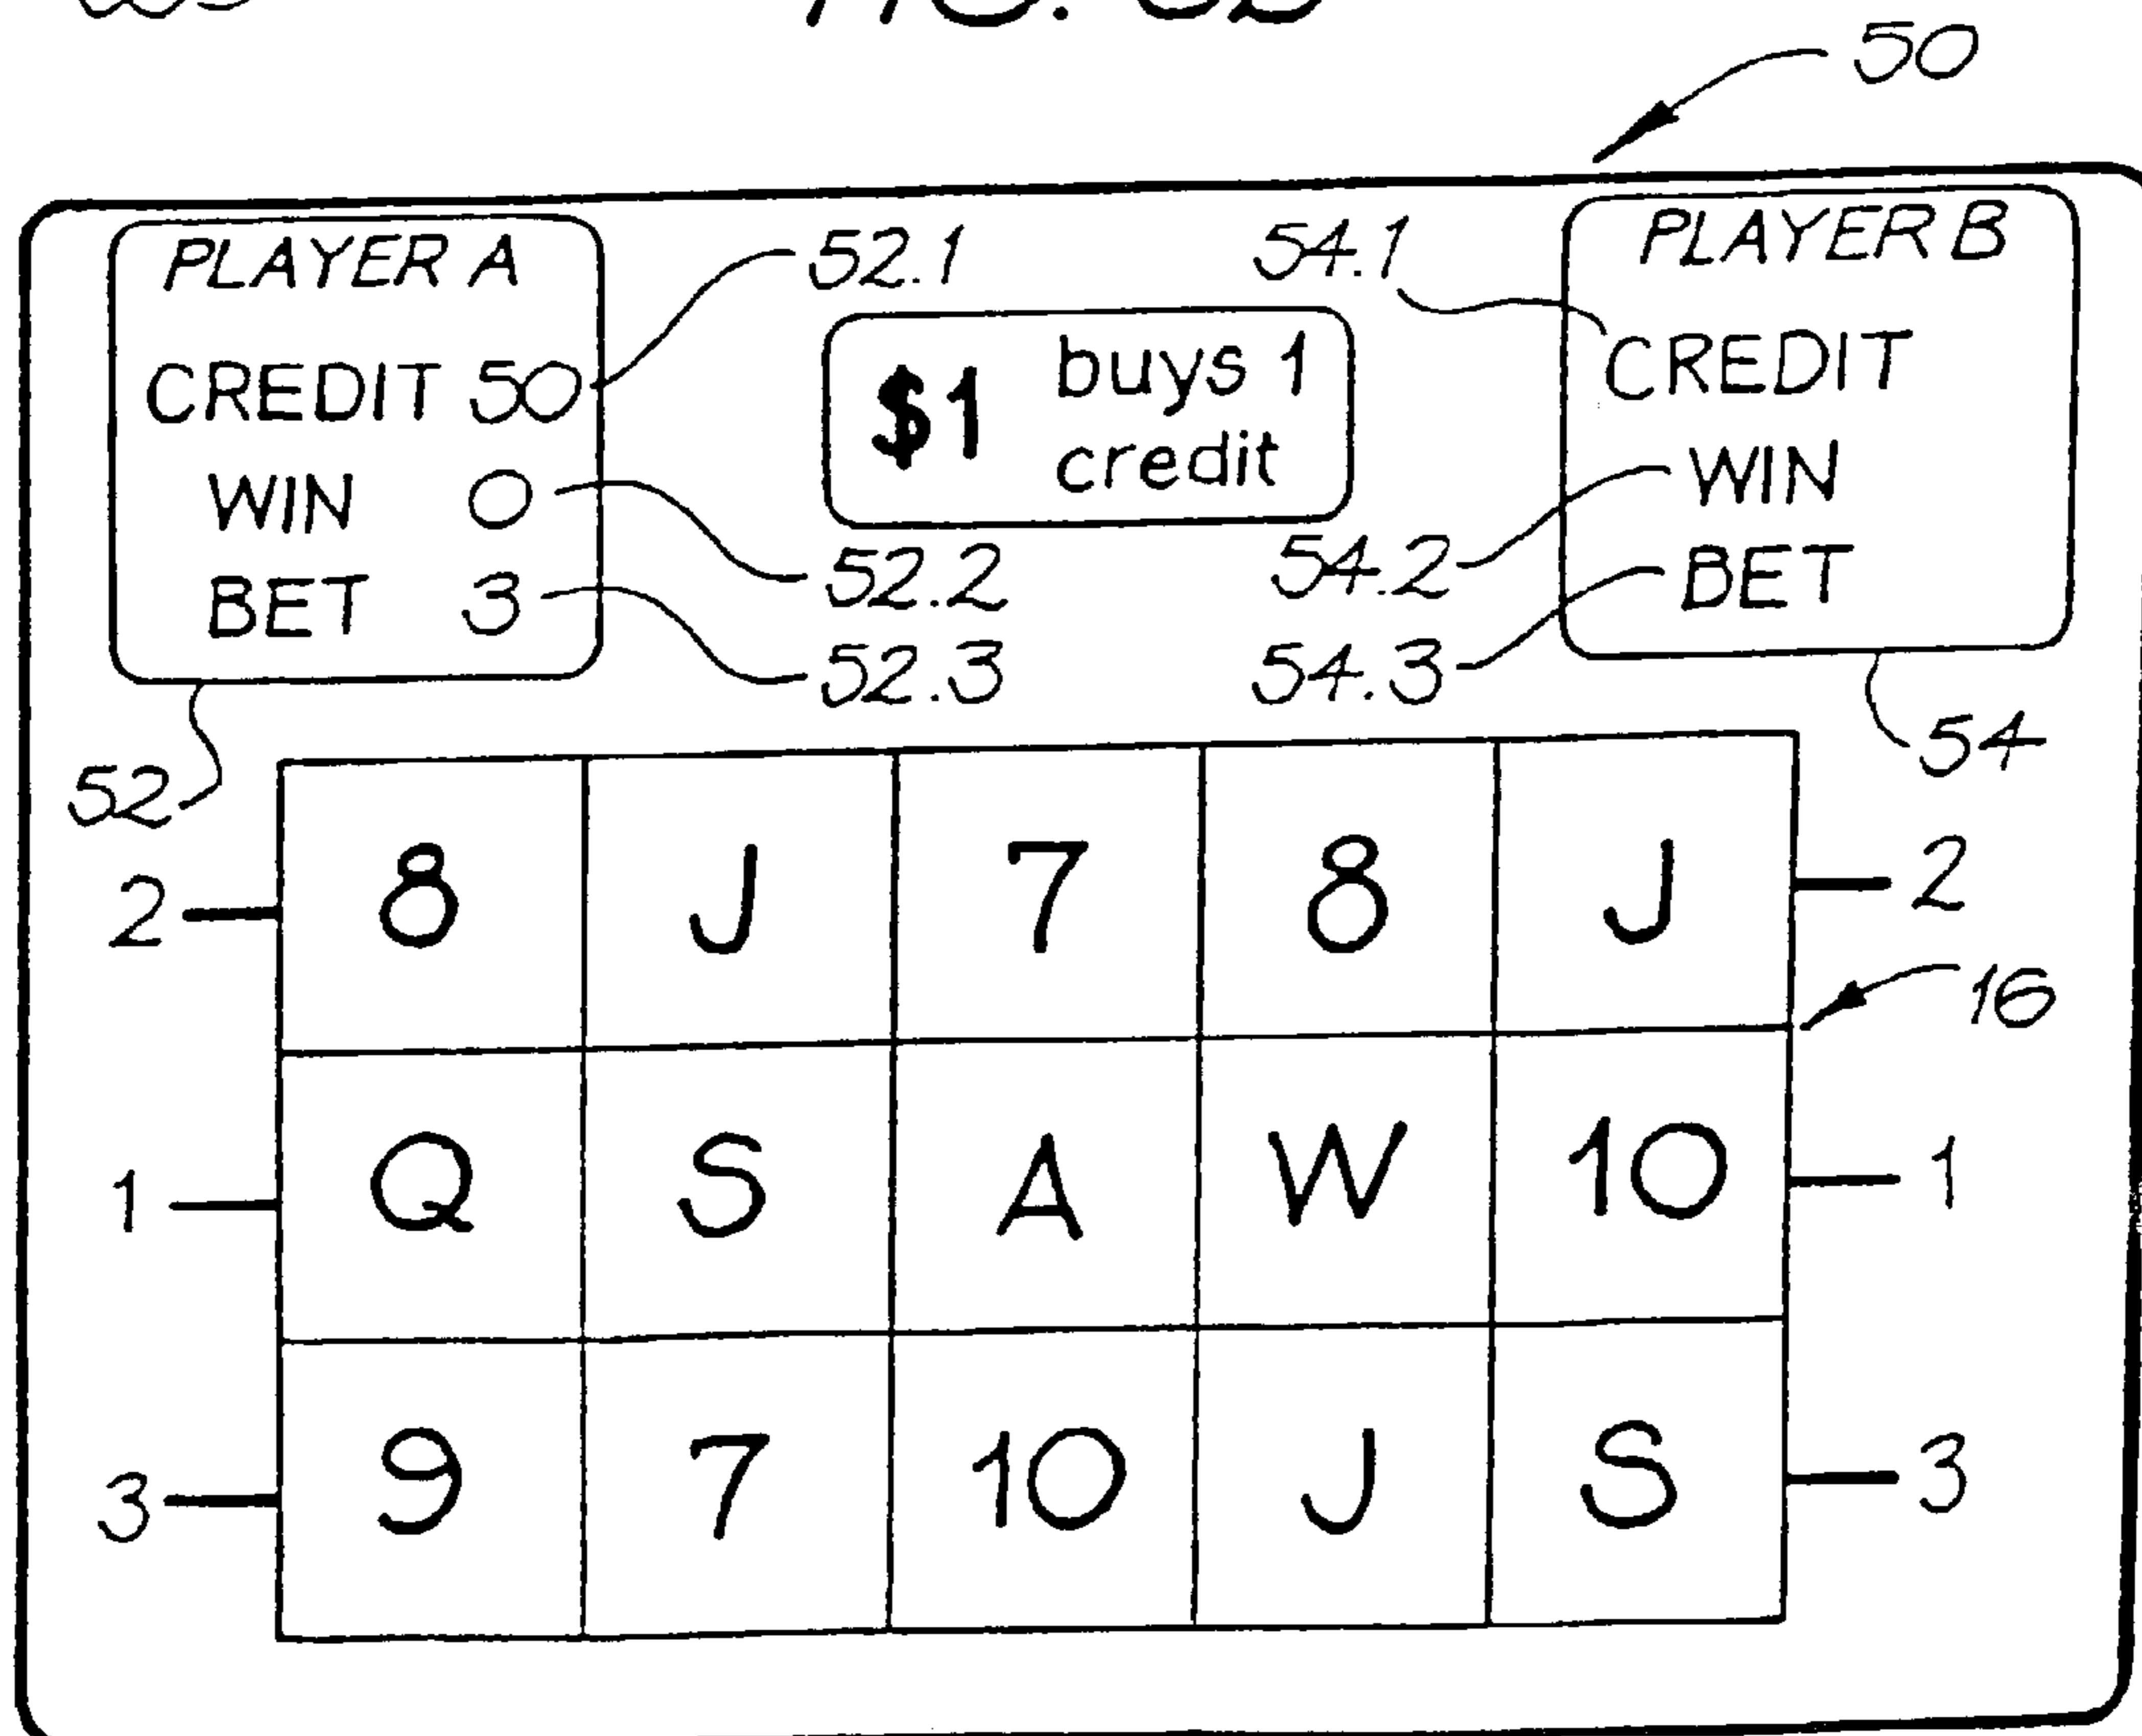 50
PLAYER A 52.1 54.1 PLAYER B
CREDIT 50 $1 buys 1 CREDIT
credit
WIN 0 WIN
52.2 54.2
BET 3 BET
52.3 54.3
52 54
2 8 J 7 8 J 2
16
1 Q S A W 10 1
3 9 7 10 J S 3